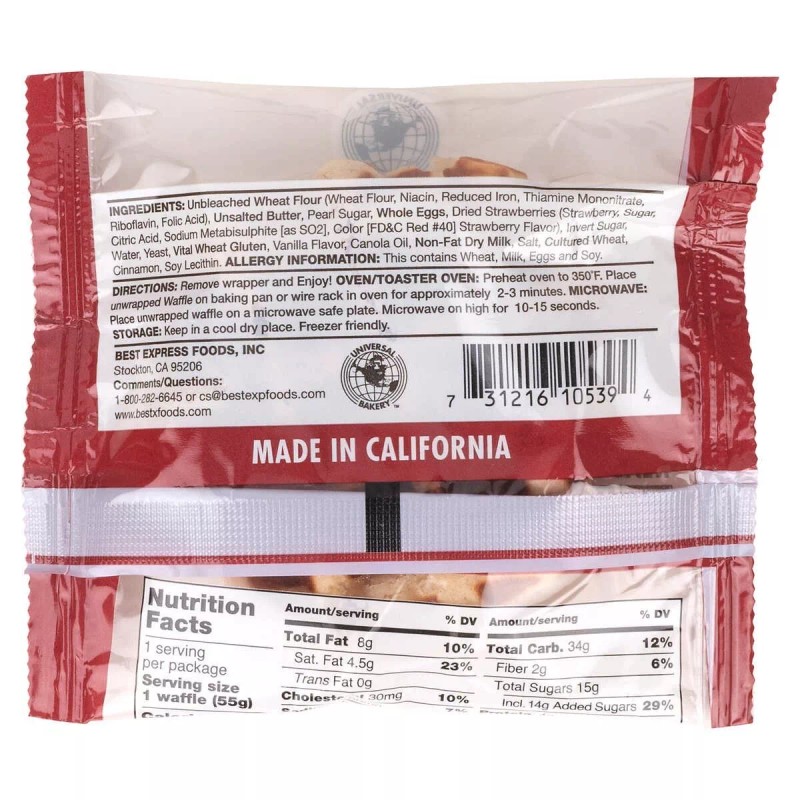 UNIVERSAL
INGREDIENTS: Unbleached Wheat Flour (Wheat Flour, Niacin, Reduced Iron, Thiamine Mononitrate,
Riboflavin, Folic Acid), Unsalted Butter, Pearl Sugar, Whole Eggs, Dried Strawberries (Strawberry, Sugar,
Citric Acid, Sodium Metabisulphite [as SO2], Color [FD&C Red #40] Strawberry Flavor), Invert Sugar,
Water, Yeast, Vital Wheat Gluten, Vanilla Flavor, Canola Oil, Non-Fat Dry Milk, Salt, Cultured Wheat,
Cinnamon, Soy Lecithin. ALLERGY INFORMATION: This contains Wheat, Milk, Eggs and Soy.
DIRECTIONS: Remove wrapper and Enjoy! OVEN/TOASTER OVEN: Preheat oven to 350°F. Place
unwrapped Waffle on baking pan or wire rack in oven for approximately 2-3 minutes. MICROWAVE:
Place unwrapped waffle on a microwave safe plate. Microwave on high for 10-15 seconds.
STORAGE: Keep in a cool dry place. Freezer friendly.
BEST EXPRESS FOODS, INC
Stockton, CA 95206
Comments/Questions:
1-800-282-6645 or cs@bestexpfoods.com
www.bestxfoods.com
UNIVERSAL
BAKERY™
7 31216 10539 4
MADE IN CALIFORNIA
Nutrition
Facts
1 serving
per package
Serving size
1 waffle (55g)
Amount/serving % DV
Total Fat 8g 10%
Sat. Fat 4.5g 23%
Trans Fat 0g
30mg 10%
Amount/serving % DV
Total Carb. 34g 12%
Fiber 2g 6%
Total Sugars 15g
Incl. 14g Added Sugars 29%